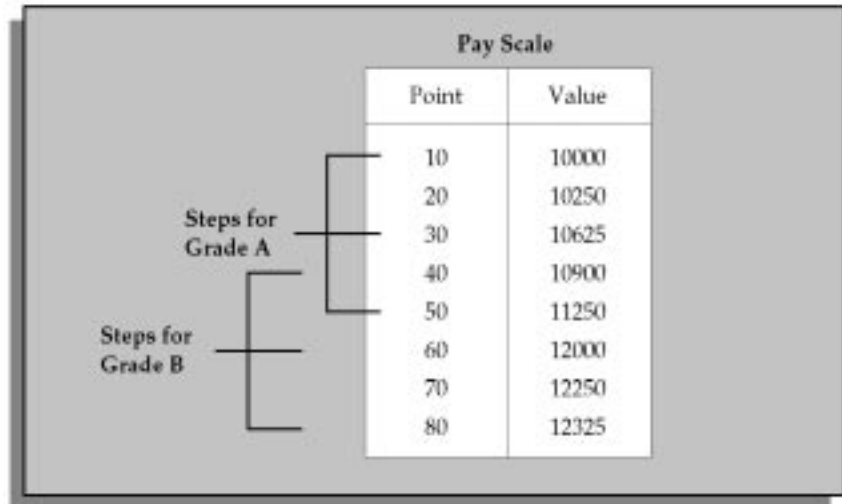 Pay Scale
Point Value
10 10000
20 10250
Steps for
Grade A
30 10625
40 10900
50 11250
Steps for
Grade B
60 12000
70 12250
80 12325